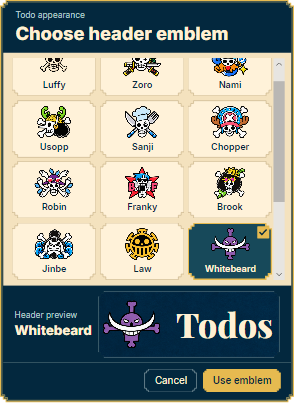 Todo appearance
Choose header emblem
Luffy
Zoro
Nami
Usopp
Sanji
Chopper
Robin
Franky
Brook
Jinbe
Law
Whitebeard
Header preview
Whitebeard
Todos
Cancel
Use emblem